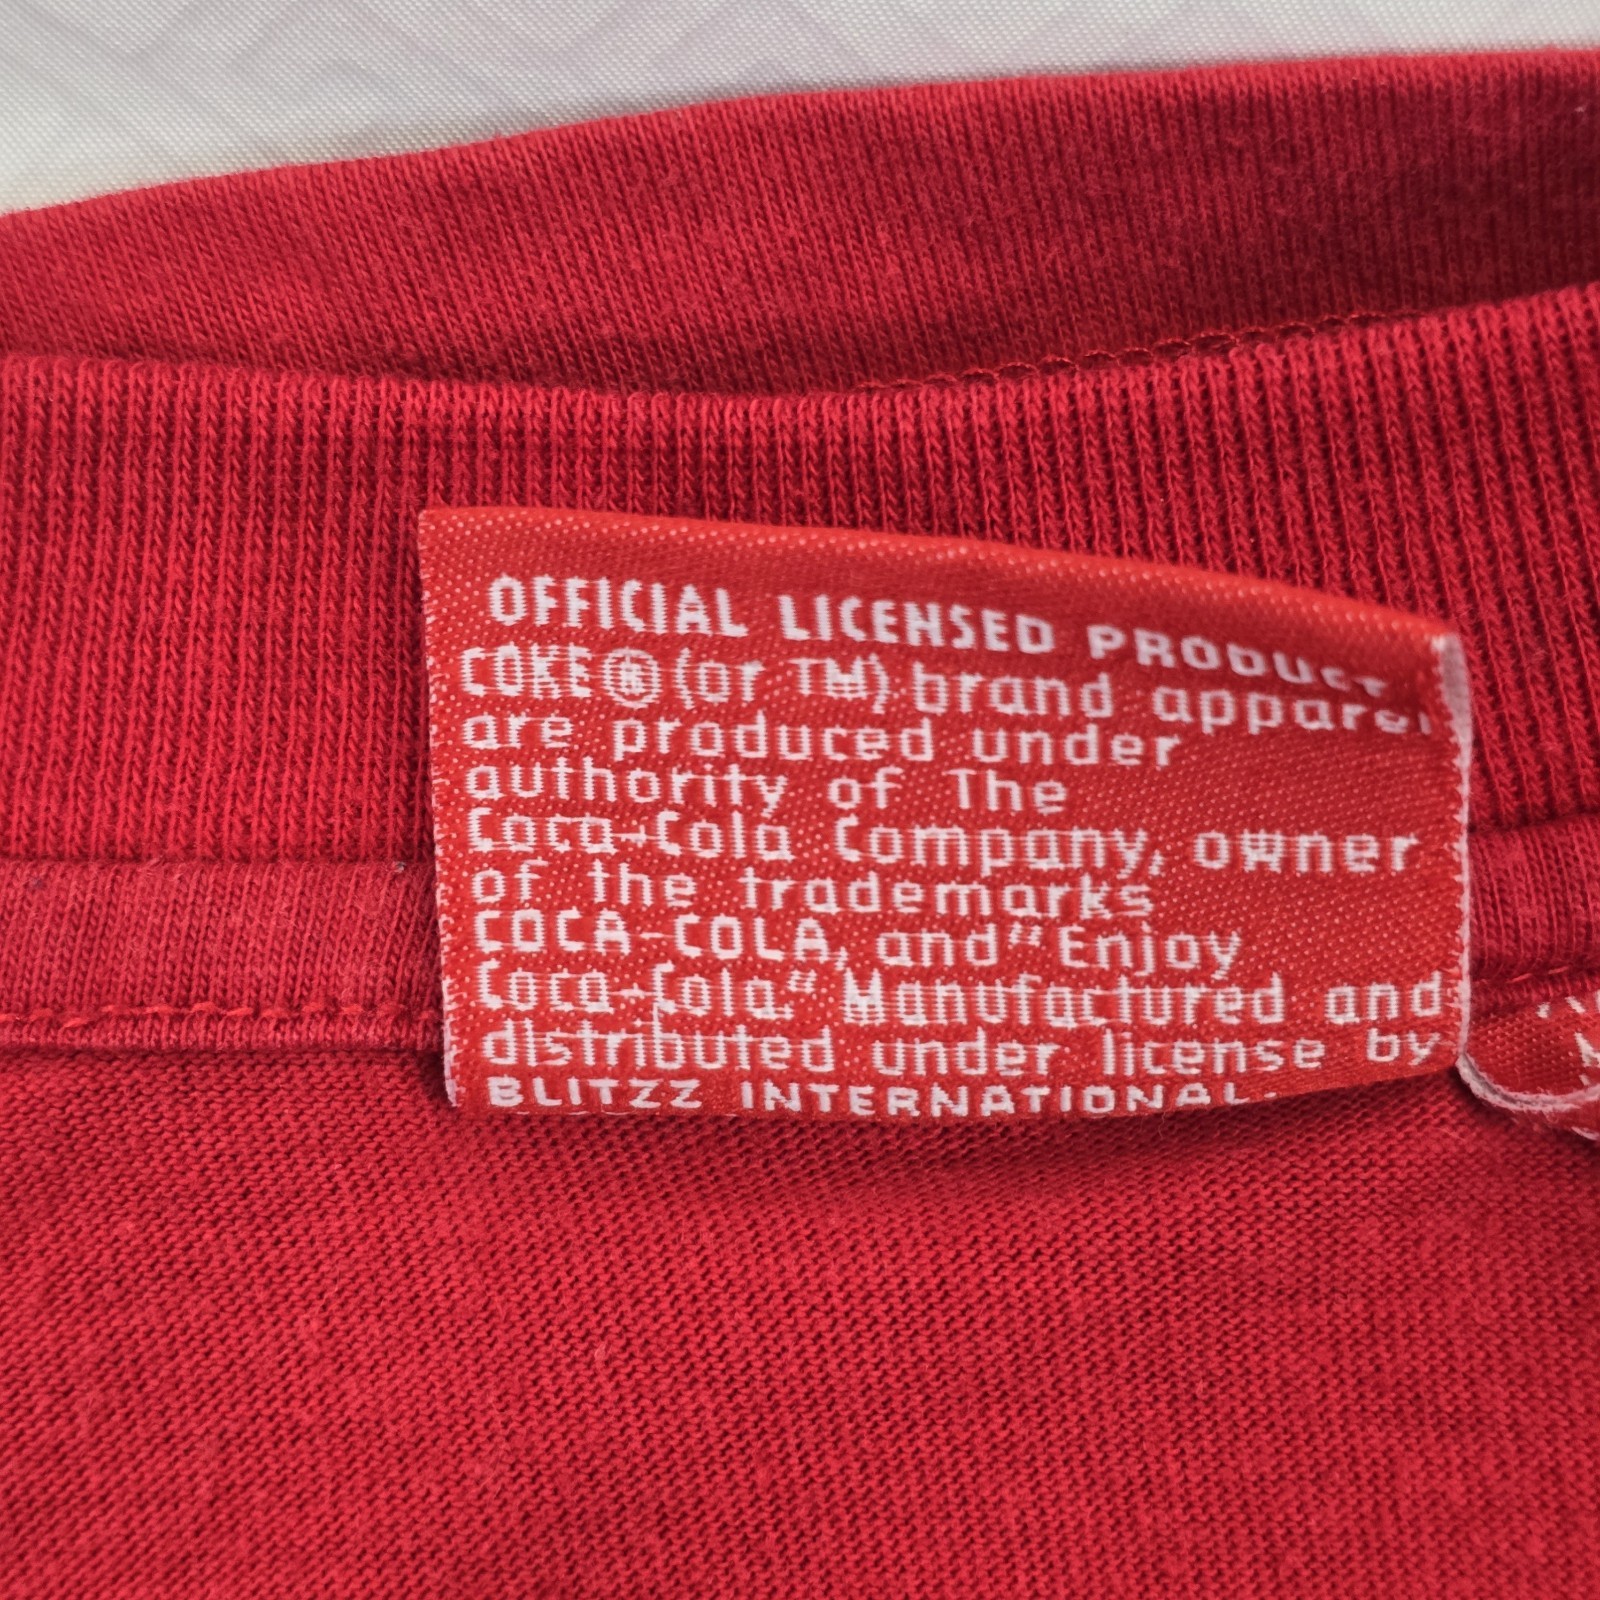 OFFICIAL LICENSED PRODUCT
COKE® (or TM) brand apparel
are produced under
authority of The
Coca-Cola Company, owner
of the trademarks
COCA-COLA, and "Enjoy
Coca-Cola." Manufactured and
distributed under license by
BLITZZ INTERNATIONAL.